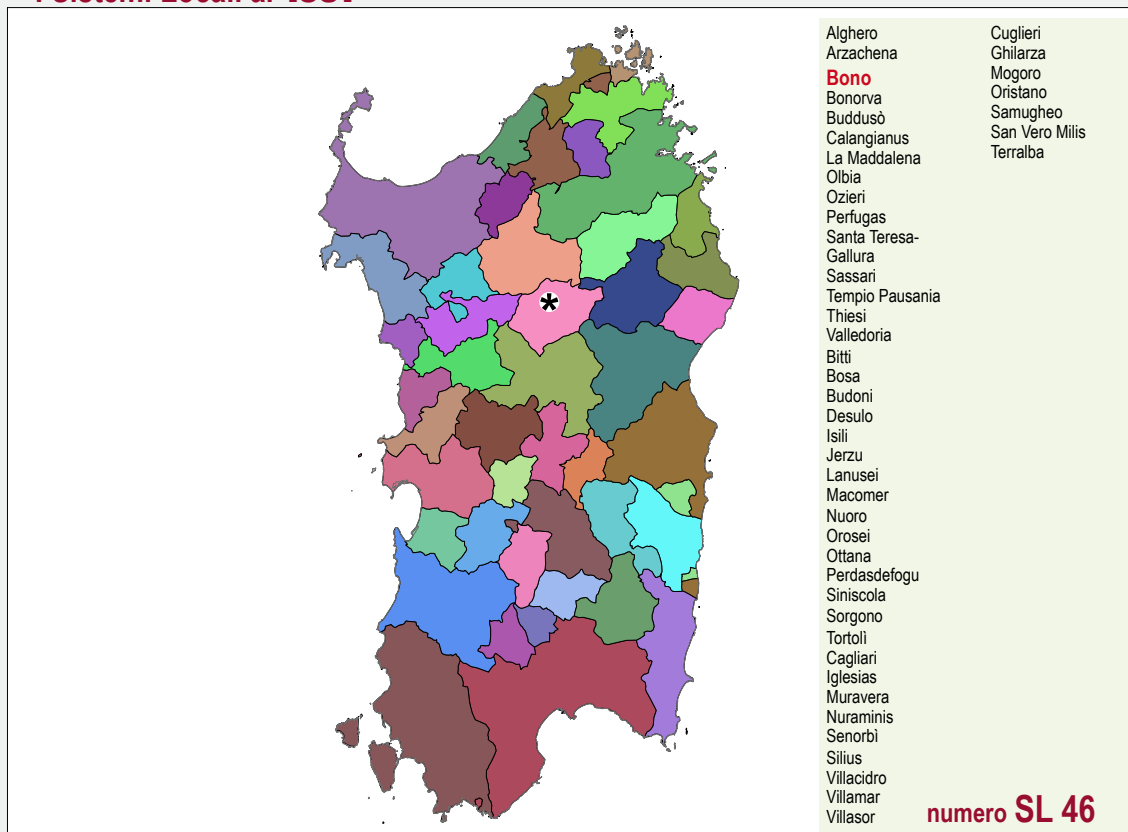 Alghero
Arzachena
Bono
Bonorva
Buddusò
Calangianus
La Maddalena
Olbia
Ozieri
Perfugas
Santa Teresa-
Gallura
Sassari
Tempio Pausania
Thiesi
Valledoria
Bitti
Bosa
Budoni
Desulo
Isili
Jerzu
Lanusei
Macomer
Nuoro
Orosei
Ottana
Perdasdefogu
Siniscola
Sorgono
Tortolì
Cagliari
Iglesias
Muravera
Nuraminis
Senorbì
Silius
Villacidro
Villamar
Villasor
Cuglieri
Ghilarza
Mogoro
Oristano
Samugheo
San Vero Milis
Terralba
*
numero SL 46